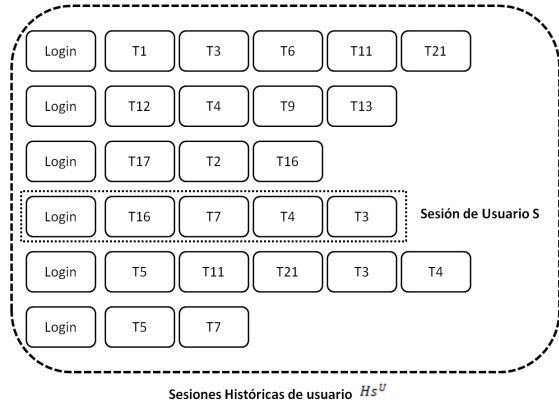 Login T1 T3 T6 T11 T21
Login T12 T4 T9 T13
Login T17 T2 T16
Login T16 T7 T4 T3 Sesión de Usuario S
Login T5 T11 T21 T3 T4
Login T5 T7
Sesiones Históricas de usuario Hs^U